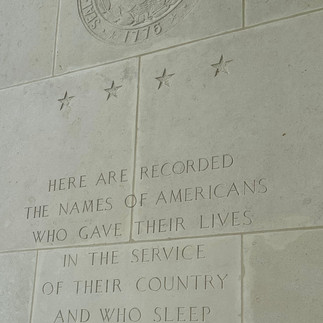 1776
HERE ARE RECORDED
THE NAMES OF AMERICANS
WHO GAVE THEIR LIVES
IN THE SERVICE
OF THEIR COUNTRY
AND WHO SLEEP